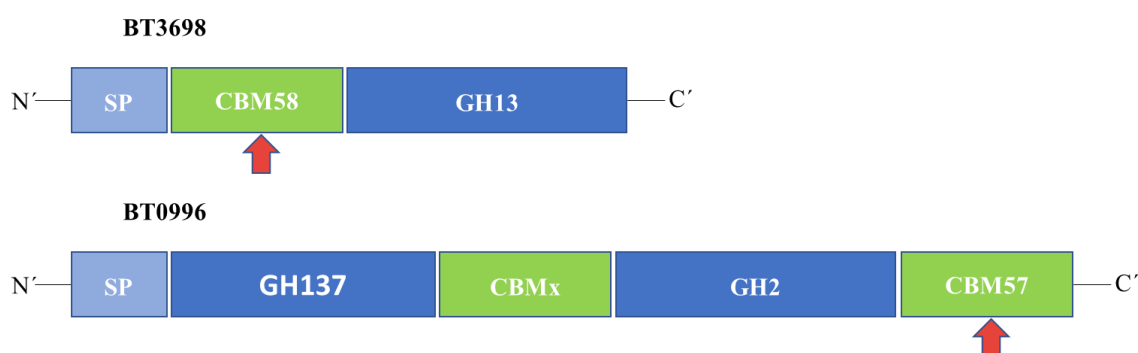 BT3698
N´ SP CBM58 GH13 C´
BT0996
N´ SP GH137 CBMx GH2 CBM57 C´